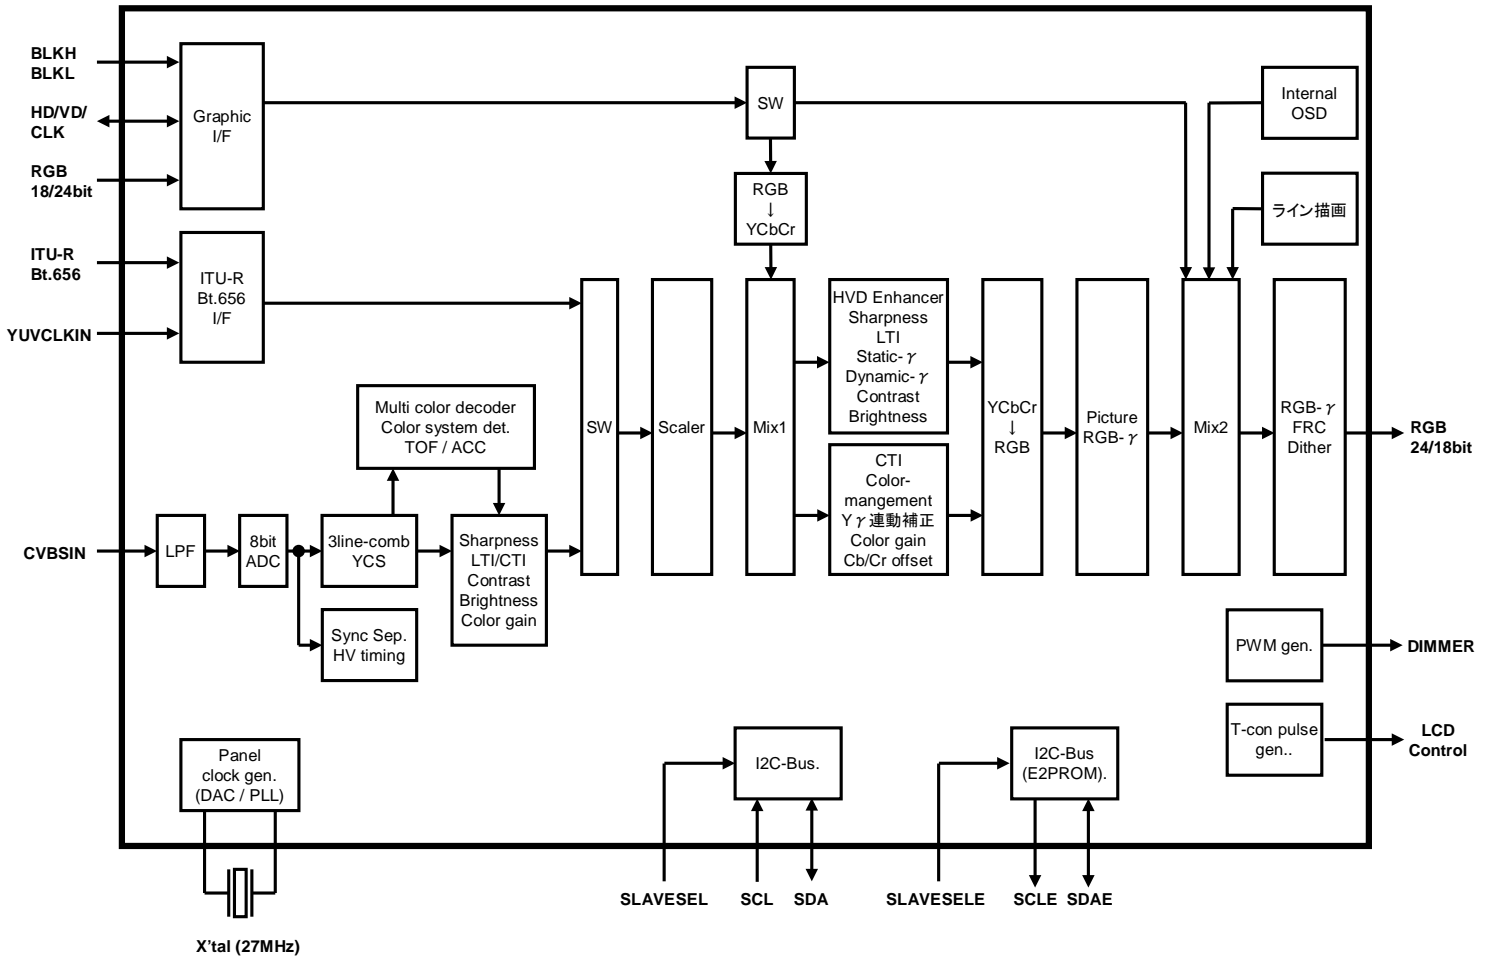 BLKH
BLKL
HD/VD/
CLK
RGB
18/24bit
Graphic
I/F
SW
Internal
OSD
RGB
↓
YCbCr
ライン描画
ITU-R
Bt.656
YUVCLKIN
ITU-R
Bt.656
I/F
Multi color decoder
Color system det.
TOF / ACC
SW
Scaler
Mix1
HVD Enhancer
Sharpness
LTI
Static-γ
Dynamic-γ
Contrast
Brightness
CTI
Color-
mangement
Yγ連動補正
Color gain
Cb/Cr offset
YCbCr
↓
RGB
Picture
RGB-γ
Mix2
RGB-γ
FRC
Dither
RGB
24/18bit
CVBSIN
LPF
8bit
ADC
3line-comb
YCS
Sharpness
LTI/CTI
Contrast
Brightness
Color gain
Sync Sep.
HV timing
PWM gen.
DIMMER
T-con pulse
gen..
LCD
Control
Panel
clock gen.
(DAC / PLL)
I2C-Bus.
I2C-Bus
(E2PROM).
SLAVESEL
SCL
SDA
SLAVESELE
SCLE
SDAE
X'tal (27MHz)